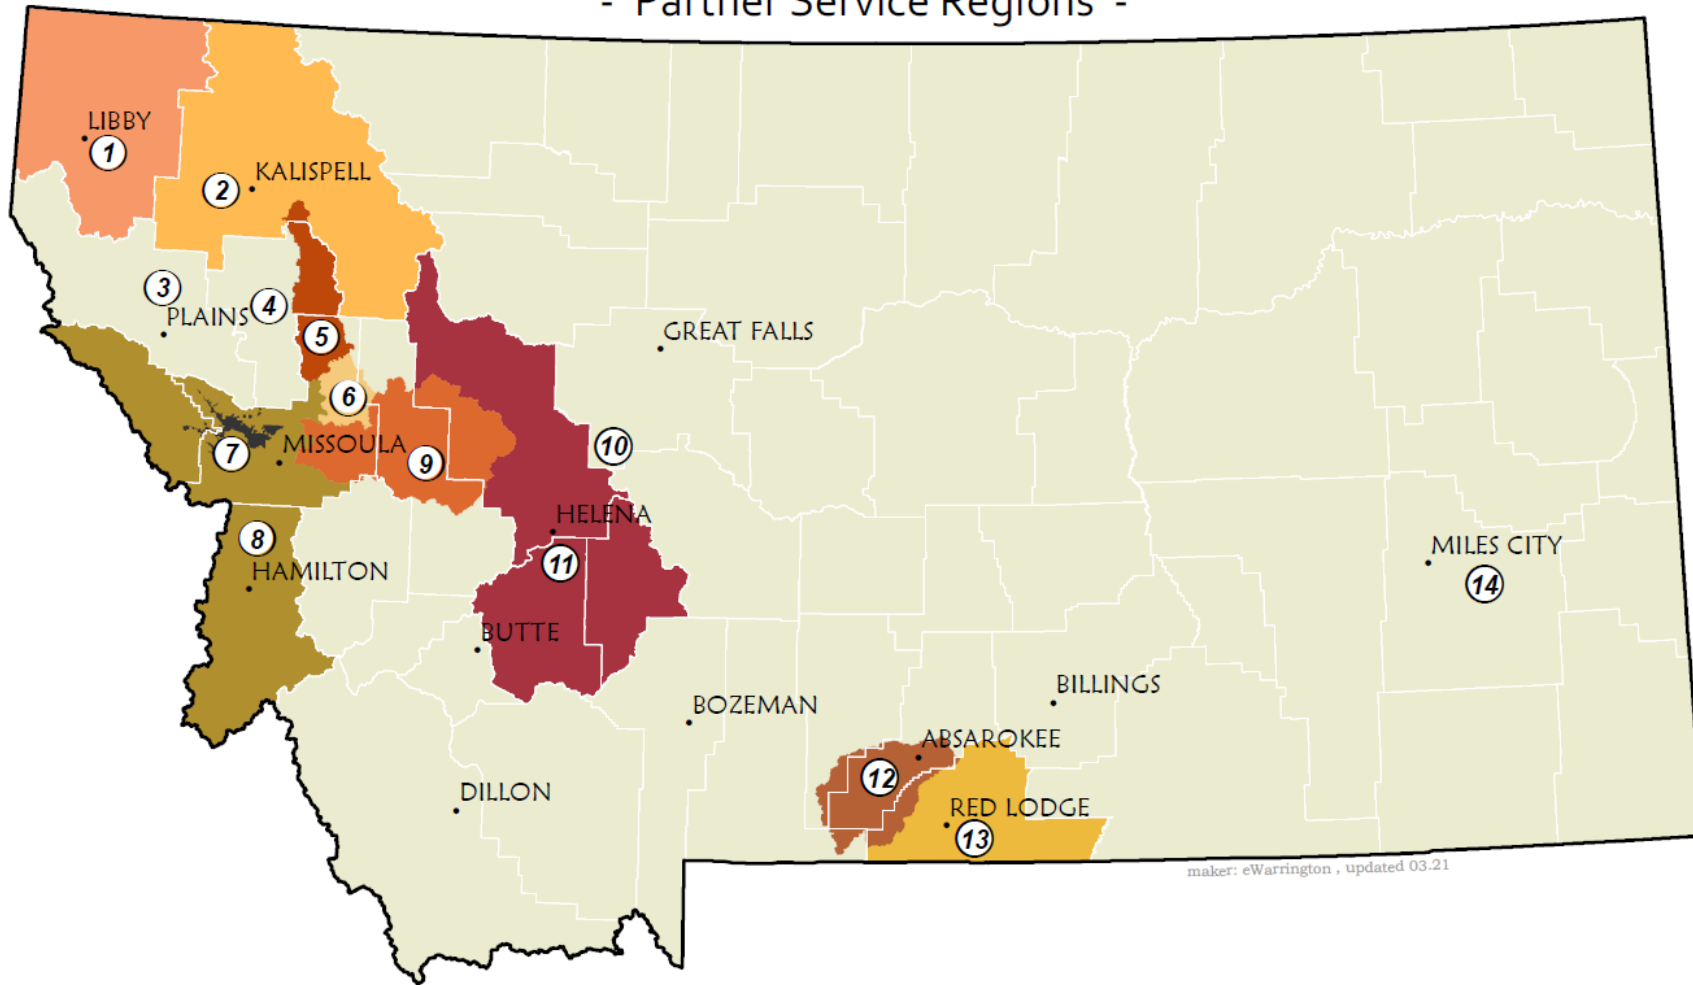 - Partner Service Regions -
LIBBY
1
KALISPELL
2
3
PLAINS
4
5
GREAT FALLS
6
MISSOULA
7
9
10
HELENA
8
HAMILTON
11
MILES CITY
14
BUTTE
BILLINGS
BOZEMAN
ABSAROKEE
12
DILLON
RED LODGE
13
maker: eWarrington , updated 03.21